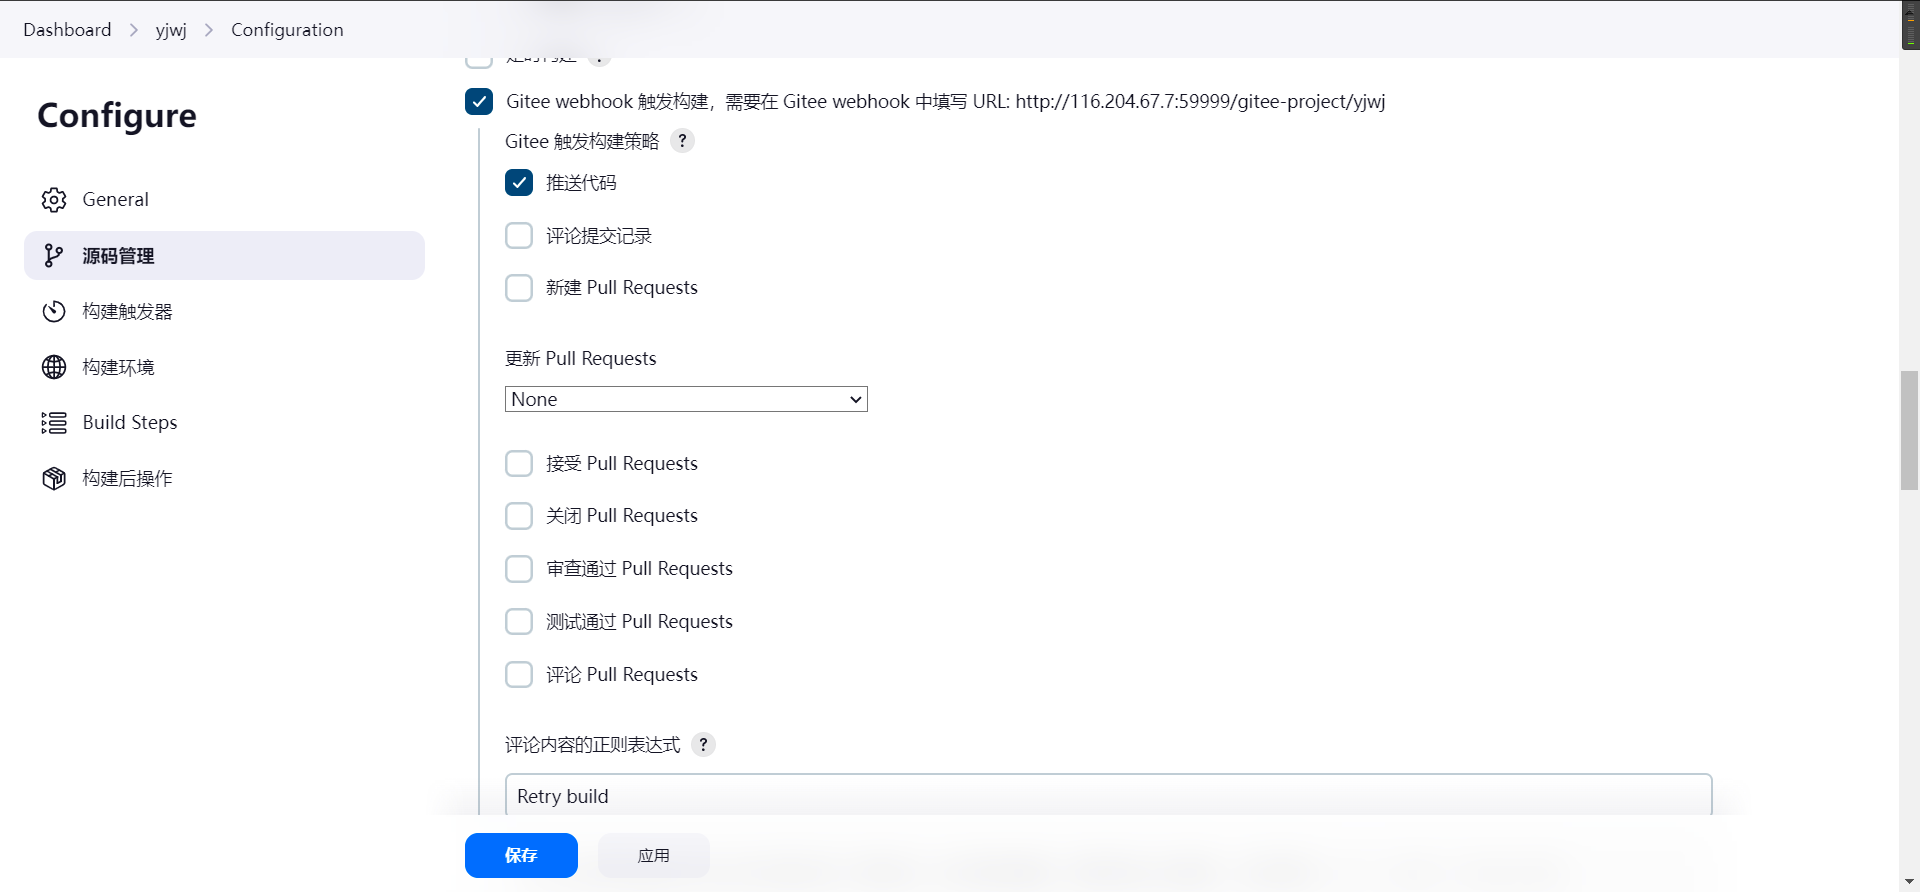 Dashboard > yjwj > Configuration
Configure
General
源码管理
构建触发器
构建环境
Build Steps
构建后操作
定时构建 ?
Gitee webhook 触发构建，需要在 Gitee webhook 中填写 URL: http://116.204.67.7:59999/gitee-project/yjwj
Gitee 触发构建策略 ?
推送代码
评论提交记录
新建 Pull Requests
更新 Pull Requests
None
接受 Pull Requests
关闭 Pull Requests
审查通过 Pull Requests
测试通过 Pull Requests
评论 Pull Requests
评论内容的正则表达式 ?
Retry build
保存
应用